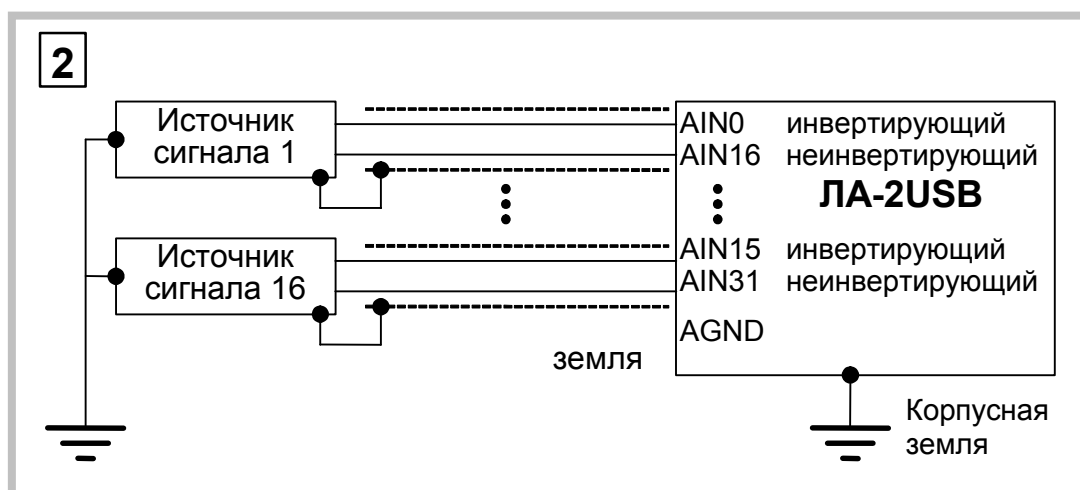 2
Источник
сигнала 1
AIN0 инвертирующий
AIN16 неинвертирующий
ЛА-2USB
Источник
сигнала 16
AIN15 инвертирующий
AIN31 неинвертирующий
AGND
земля
Корпусная
земля